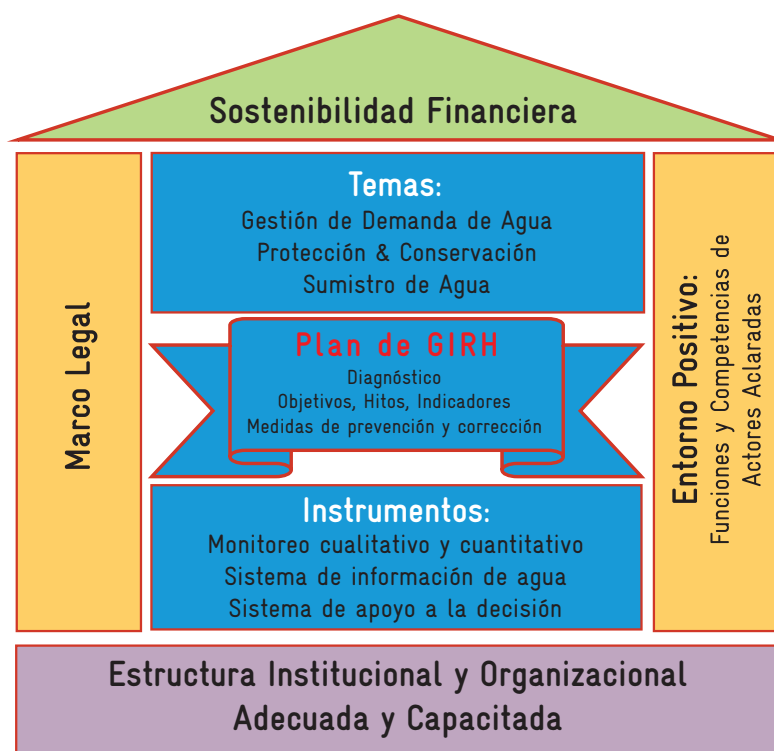 Sostenibilidad Financiera
Marco Legal
Temas:
Gestión de Demanda de Agua
Protección & Conservación
Sumistro de Agua
Plan de GIRH
Diagnóstico
Objetivos, Hitos, Indicadores
Medidas de prevención y corrección
Instrumentos:
Monitoreo cualitativo y cuantitativo
Sistema de información de agua
Sistema de apoyo a la decisión
Entorno Positivo:
Funciones y Competencias de
Actores Aclaradas
Estructura Institucional y Organizacional
Adecuada y Capacitada